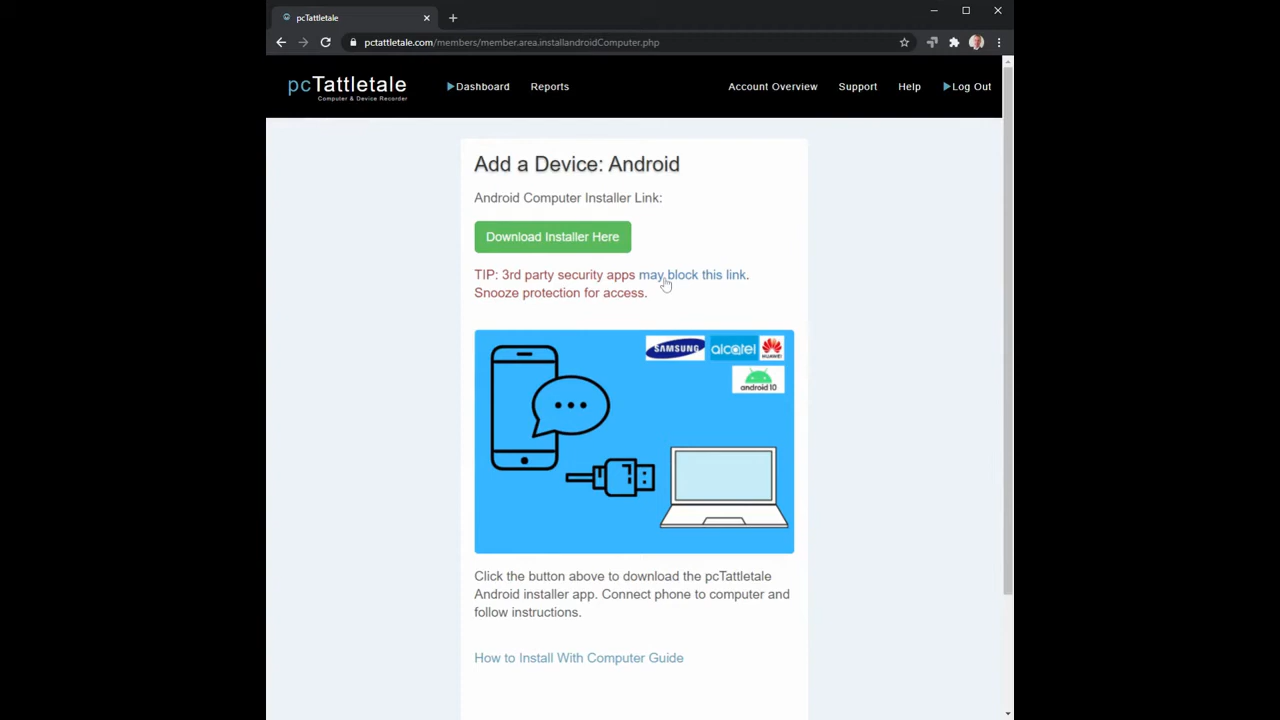 pcTattletale
pctattletale.com/members/member.area.installandroidComputer.php
pcTattletale
Computer & Device Recorder
Dashboard
Reports
Account Overview
Support
Help
Log Out
Add a Device: Android
Android Computer Installer Link:
Download Installer Here
TIP: 3rd party security apps may block this link.
Snooze protection for access.
SAMSUNG
alcatel
HUAWEI
android 10
Click the button above to download the pcTattletale
Android installer app. Connect phone to computer and
follow instructions.
How to Install With Computer Guide